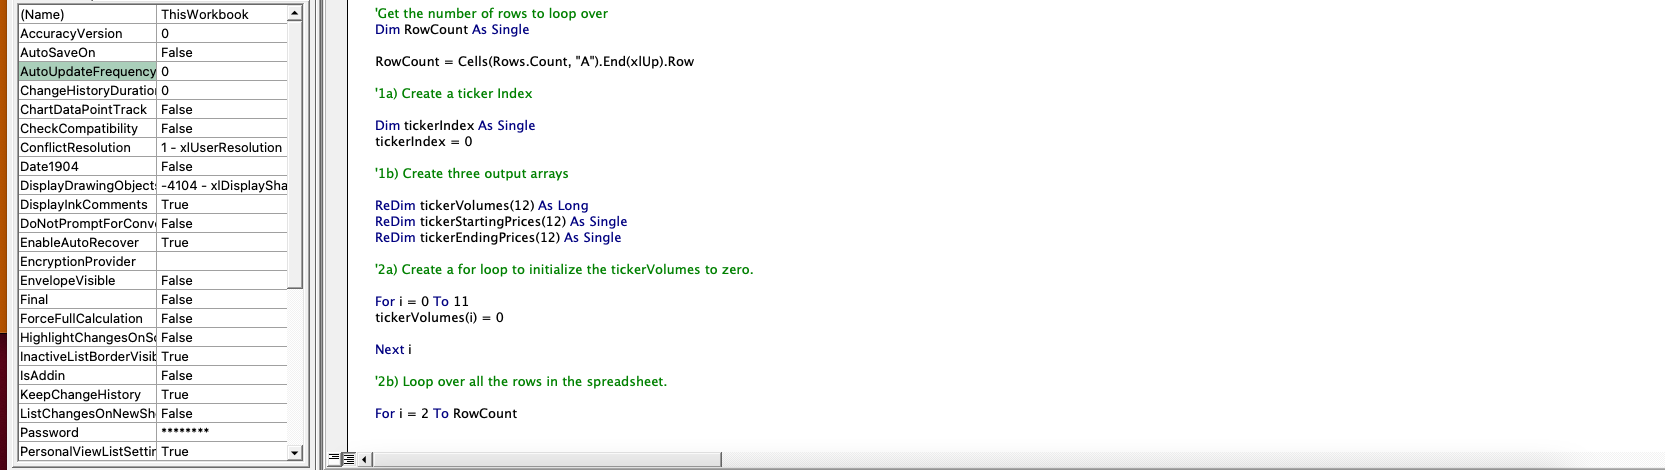 (Name) ThisWorkbook
AccuracyVersion 0
AutoSaveOn False
AutoUpdateFrequency 0
ChangeHistoryDuratio 0
ChartDataPointTrack False
CheckCompatibility False
ConflictResolution 1 - xlUserResolution
Date1904 False
DisplayDrawingObject -4104 - xlDisplaySha
DisplayInkComments True
DoNotPromptForConv False
EnableAutoRecover True
EncryptionProvider
EnvelopeVisible False
Final False
ForceFullCalculation False
HighlightChangesOnS False
InactiveListBorderVisib True
IsAddin False
KeepChangeHistory True
ListChangesOnNewSh False
Password ********
PersonalViewListSettin True
'Get the number of rows to loop over
Dim RowCount As Single
RowCount = Cells(Rows.Count, "A").End(xlUp).Row
'1a) Create a ticker Index
Dim tickerIndex As Single
tickerIndex = 0
'1b) Create three output arrays
ReDim tickerVolumes(12) As Long
ReDim tickerStartingPrices(12) As Single
ReDim tickerEndingPrices(12) As Single
'2a) Create a for loop to initialize the tickerVolumes to zero.
For i = 0 To 11
tickerVolumes(i) = 0
Next i
'2b) Loop over all the rows in the spreadsheet.
For i = 2 To RowCount